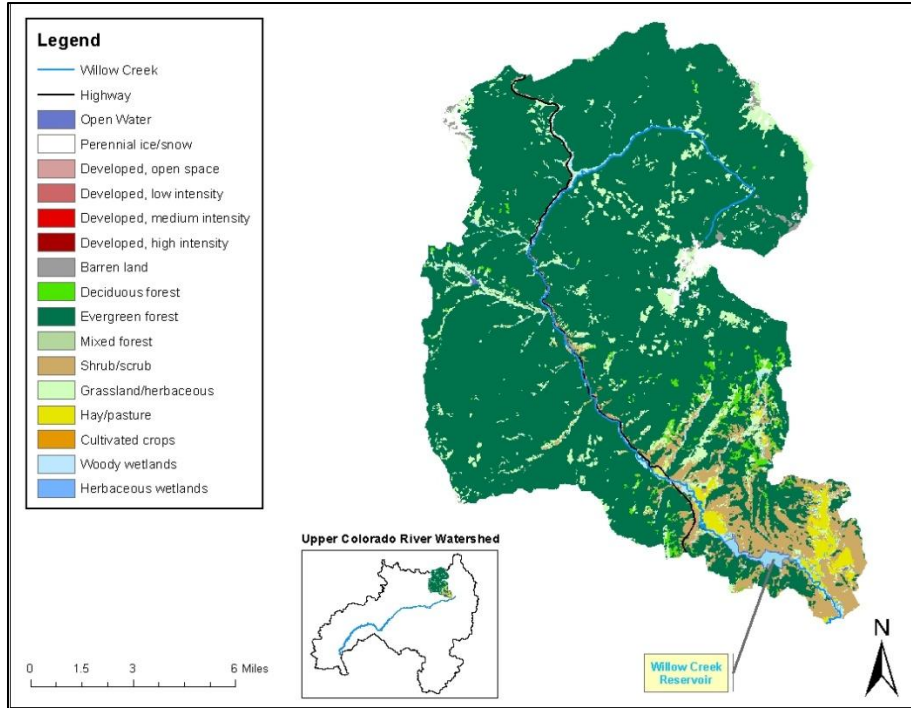 Legend
Willow Creek
Highway
Open Water
Perennial ice/snow
Developed, open space
Developed, low intensity
Developed, medium intensity
Developed, high intensity
Barren land
Deciduous forest
Evergreen forest
Mixed forest
Shrub/scrub
Grassland/herbaceous
Hay/pasture
Cultivated crops
Woody wetlands
Herbaceous wetlands
Upper Colorado River Watershed
0 1.5 3 6 Miles
Willow Creek
Reservoir
N